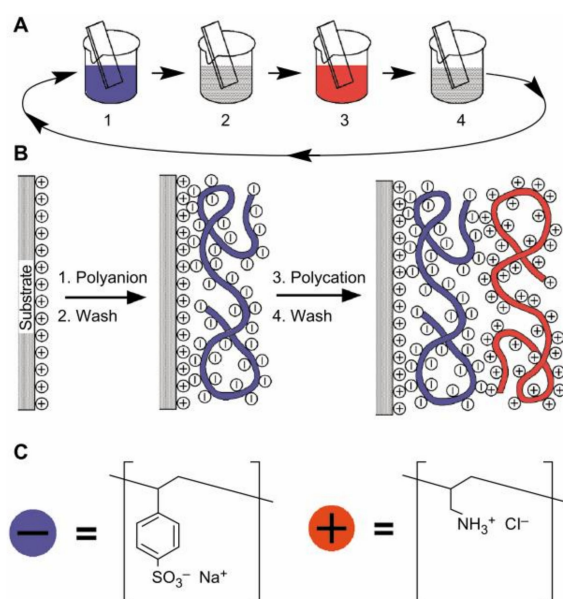 A
1 2 3 4
B
Substrate
1. Polyanion
2. Wash
3. Polycation
4. Wash
C
− =
SO₃⁻ Na⁺
+ =
NH₃⁺ Cl⁻